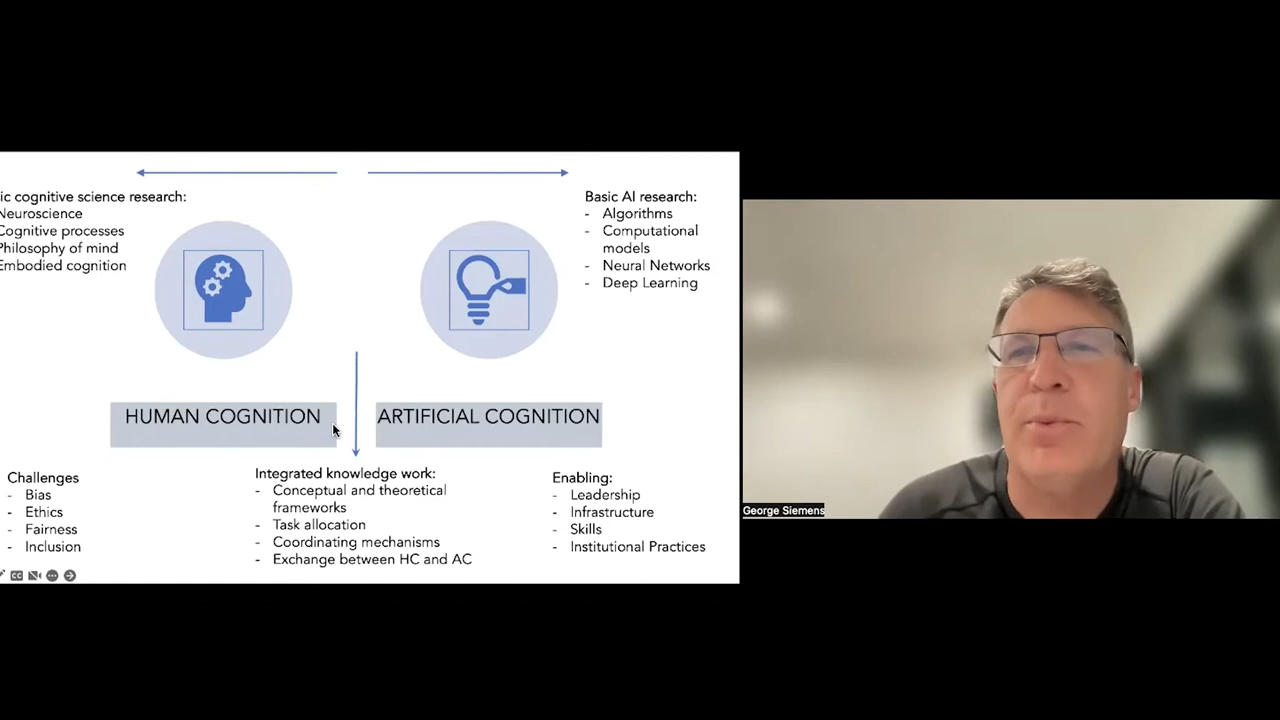 ic cognitive science research:
Neuroscience
Cognitive processes
Philosophy of mind
Embodied cognition
Basic AI research:
- Algorithms
- Computational
models
- Neural Networks
- Deep Learning
HUMAN COGNITION
ARTIFICIAL COGNITION
Challenges
- Bias
- Ethics
- Fairness
- Inclusion
Integrated knowledge work:
- Conceptual and theoretical
frameworks
- Task allocation
- Coordinating mechanisms
- Exchange between HC and AC
Enabling:
- Leadership
- Infrastructure
- Skills
- Institutional Practices
CC
George Siemens